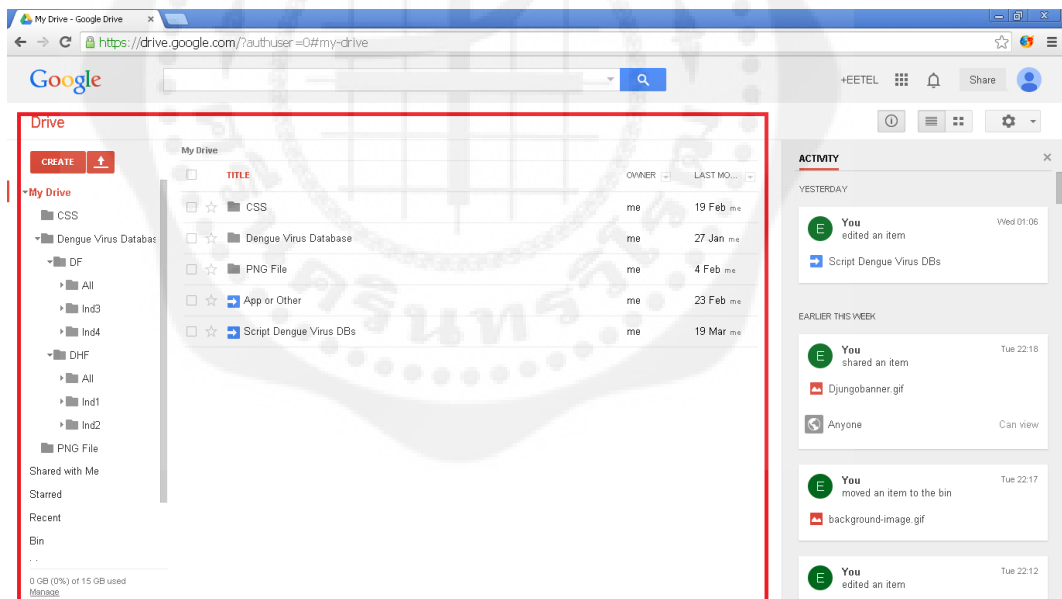 My Drive - Google Drive
https://drive.google.com/?authuser=0#my-drive
Google
+EETEL
Share
Drive
CREATE
My Drive
CSS
Dengue Virus Databas
DF
All
Ind3
Ind4
DHF
All
Ind1
Ind2
PNG File
Shared with Me
Starred
Recent
Bin
0 GB (0%) of 15 GB used
Manage
My Drive
TITLE OWNER LAST MO...
CSS me 19 Feb me
Dengue Virus Database me 27 Jan me
PNG File me 4 Feb me
App or Other me 23 Feb me
Script Dengue Virus DBs me 19 Mar me
ACTIVITY
YESTERDAY
E
You Wed 01:06
edited an item
Script Dengue Virus DBs
EARLIER THIS WEEK
E
You Tue 22:18
shared an item
Djungobanner.gif
Anyone Can view
E
You Tue 22:17
moved an item to the bin
background-image.gif
E
You Tue 22:12
edited an item